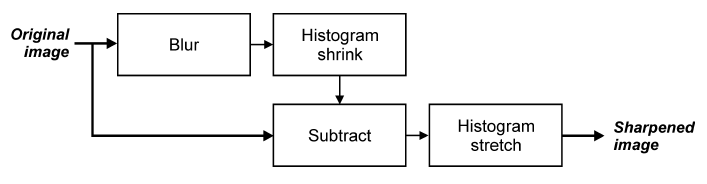 Original
image
Blur
Histogram
shrink
Subtract
Histogram
stretch
Sharpened
image